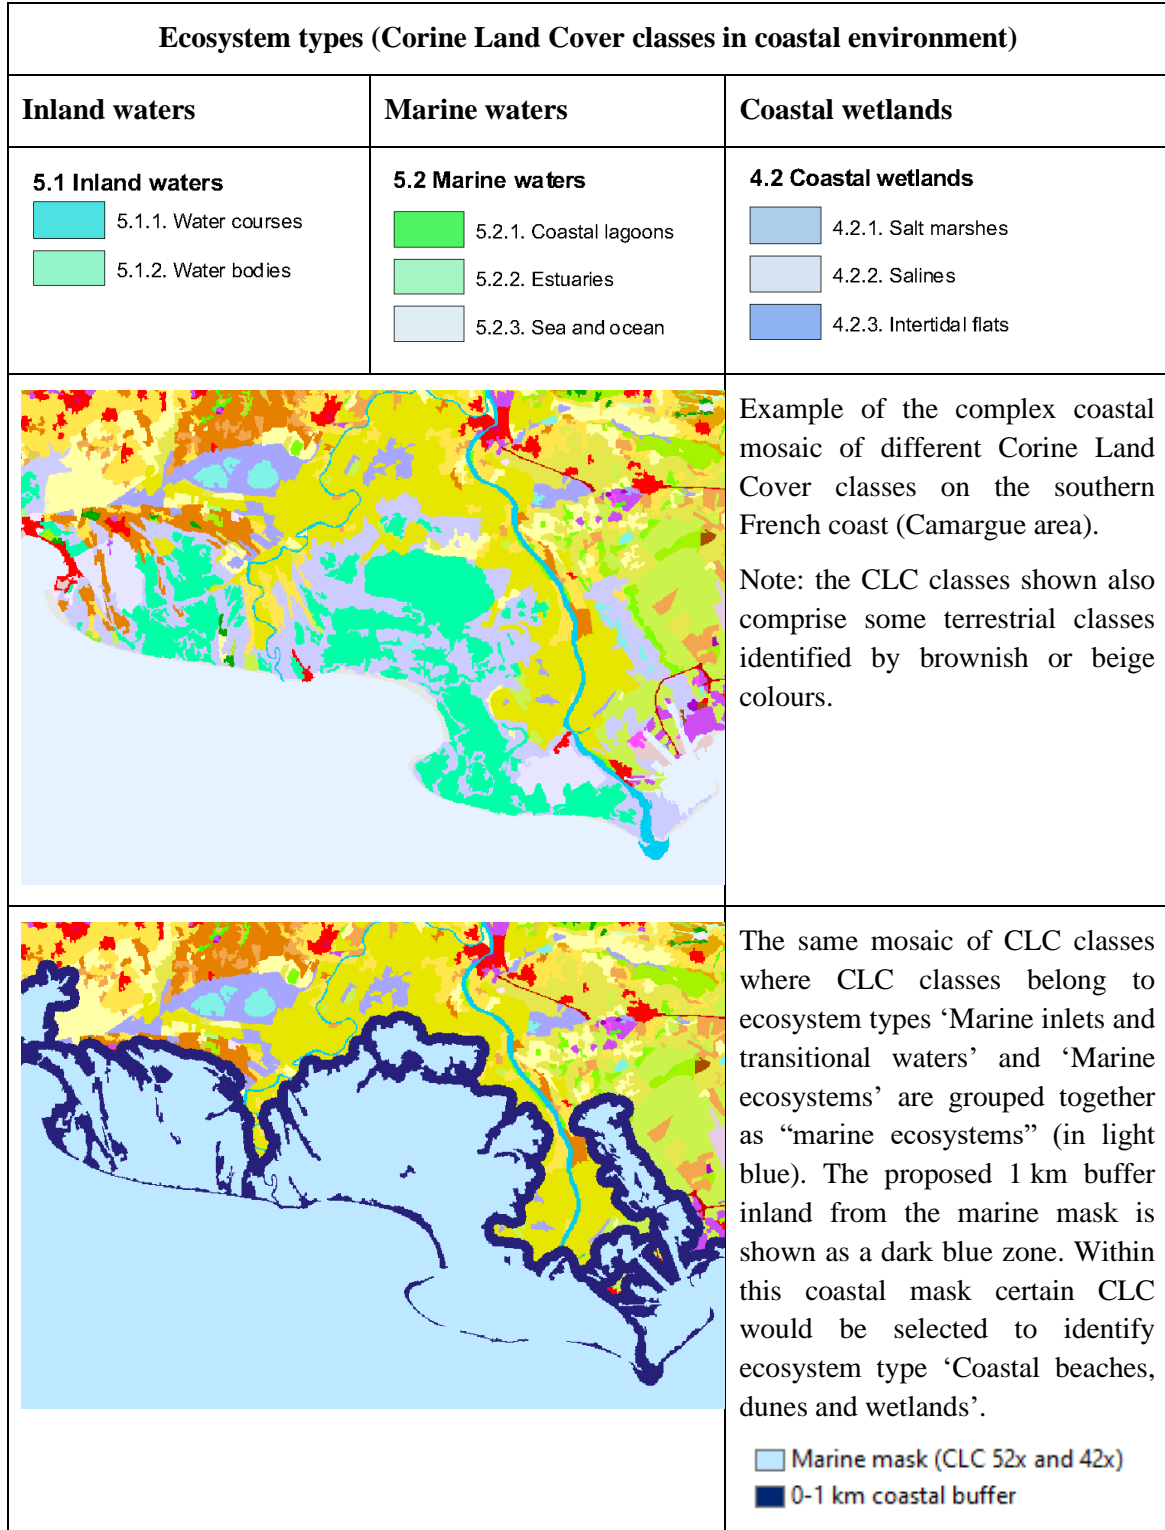 Ecosystem types (Corine Land Cover classes in coastal environment)
Inland waters
Marine waters
Coastal wetlands
5.1 Inland waters
5.1.1. Water courses
5.1.2. Water bodies
5.2 Marine waters
5.2.1. Coastal lagoons
5.2.2. Estuaries
5.2.3. Sea and ocean
4.2 Coastal wetlands
4.2.1. Salt marshes
4.2.2. Salines
4.2.3. Intertidal flats
Example of the complex coastal
mosaic of different Corine Land
Cover classes on the southern
French coast (Camargue area).
Note: the CLC classes shown also
comprise some terrestrial classes
identified by brownish or beige
colours.
The same mosaic of CLC classes
where CLC classes belong to
ecosystem types ‘Marine inlets and
transitional waters’ and ‘Marine
ecosystems’ are grouped together
as “marine ecosystems” (in light
blue). The proposed 1 km buffer
inland from the marine mask is
shown as a dark blue zone. Within
this coastal mask certain CLC
would be selected to identify
ecosystem type ‘Coastal beaches,
dunes and wetlands’.
Marine mask (CLC 52x and 42x)
0-1 km coastal buffer